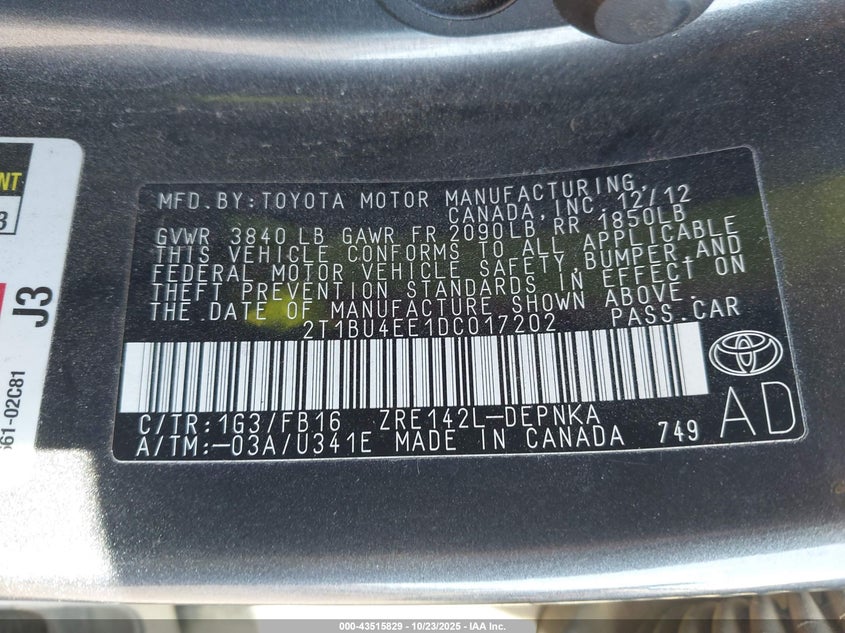 MFD.BY:TOYOTA MOTOR MANUFACTURING,
CANADA,INC. 12/12
GVWR 3840 LB GAWR FR 2090LB RR 1850LB
THIS VEHICLE CONFORMS TO ALL APPLICABLE
FEDERAL MOTOR VEHICLE SAFETY,BUMPER,AND
THEFT PREVENTION STANDARDS IN EFFECT ON
THE DATE OF MANUFACTURE SHOWN ABOVE.
2T1BU4EE1DC017202 PASS.CAR
C/TR:1G3/FB16 ZRE142L-DEPNKA
A/TM:-03A/U341E MADE IN CANADA 749
AD
J3
661-02C81
000-43515829 | 10/23/2025 | IAA Inc.